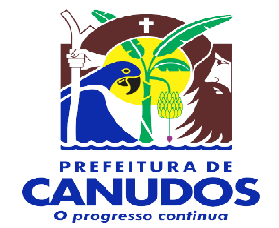 PREFEITURA DE
CANUDOS
O progresso continua